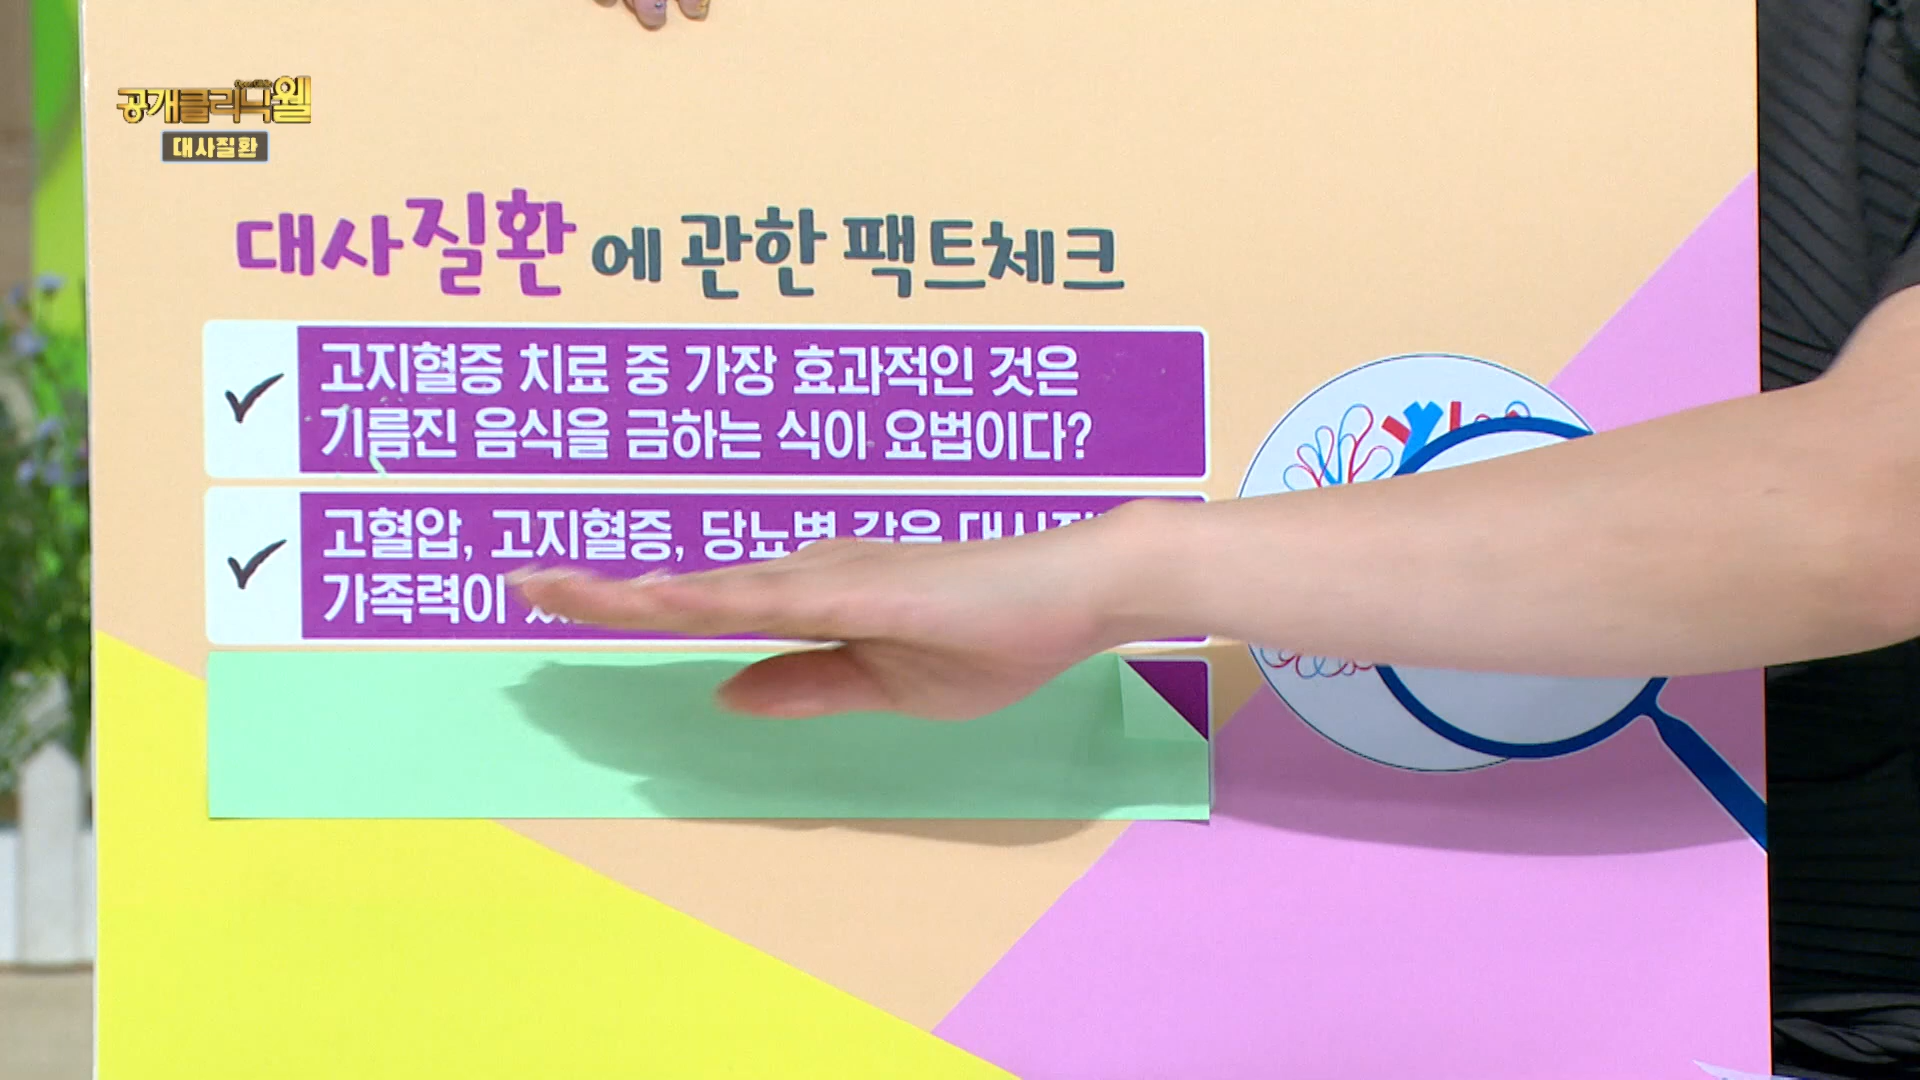 공개클리닉웰
대사질환
대사질환에 관한 팩트체크
고지혈증 치료 중 가장 효과적인 것은
기름진 음식을 금하는 식이 요법이다?
고혈압, 고지혈증, 당뇨병 같은
가족력이